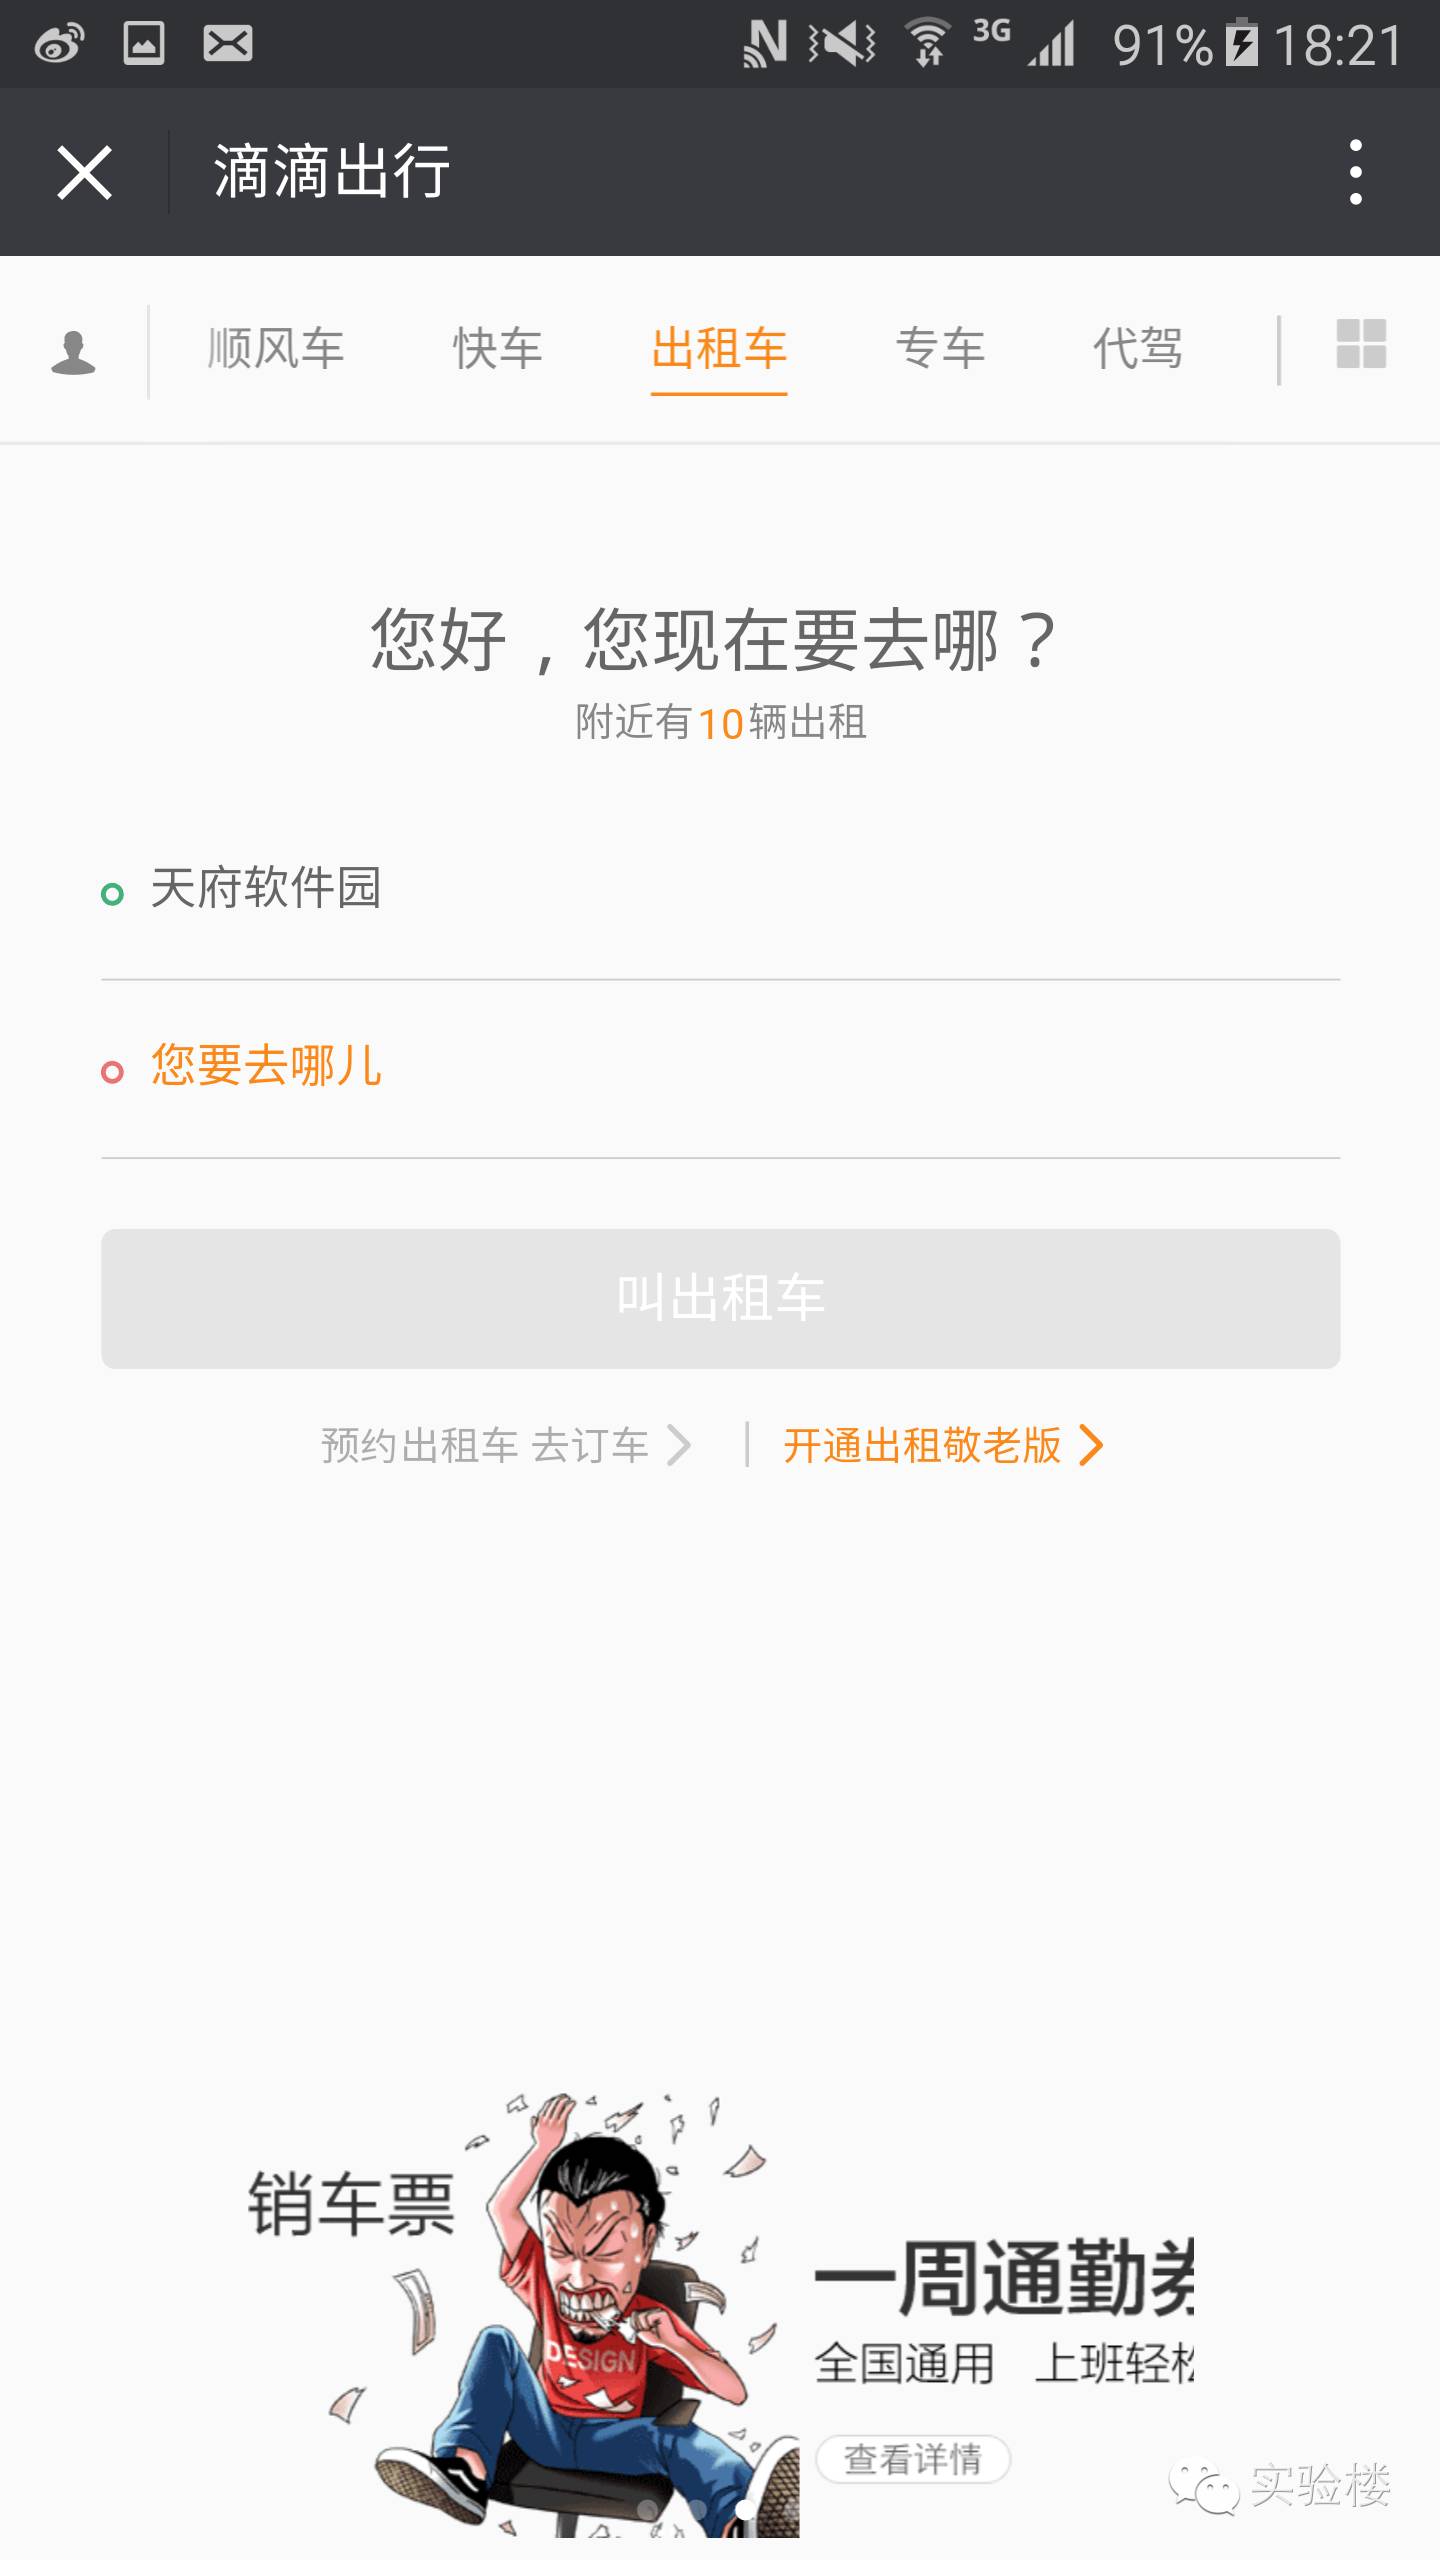 3G 91% 18:21
滴滴出行
顺风车 快车 出租车 专车 代驾
您好，您现在要去哪？
附近有10辆出租
天府软件园
您要去哪儿
叫出租车
预约出租车 去订车 开通出租敬老版
销车票
DESIGN
一周通勤券
全国通用 上班轻松
查看详情
实验楼